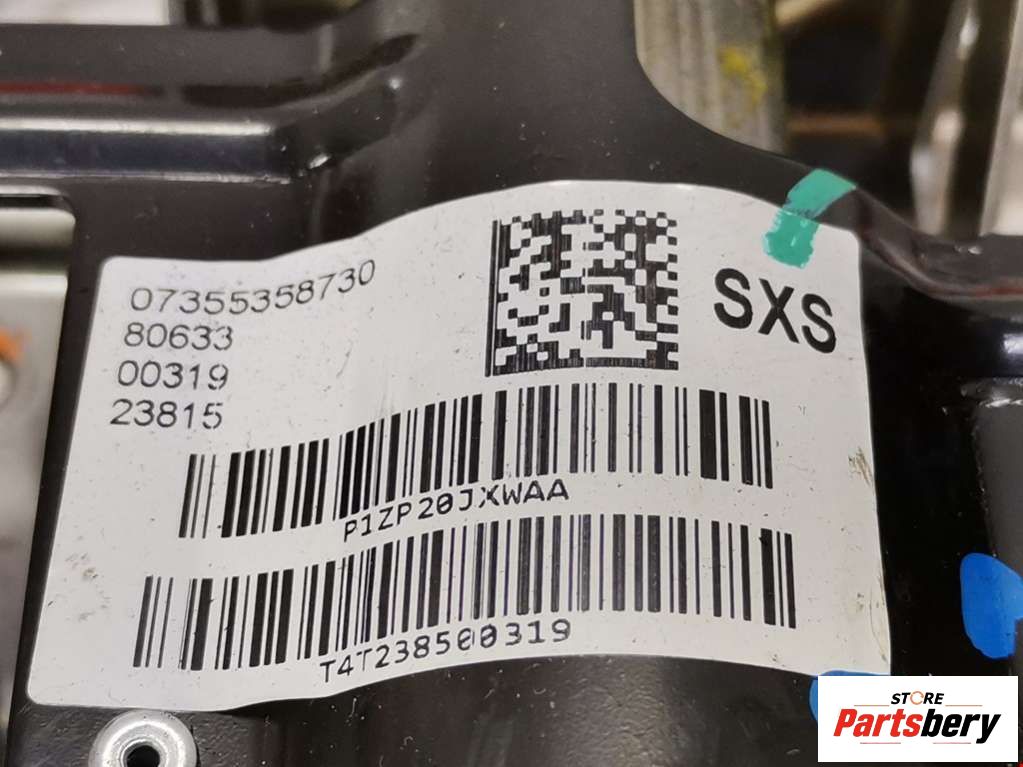 07355358730
80633
00319
23815
SXS
P1ZP20JXWAA
T4T238500319
STORE
Partsbery